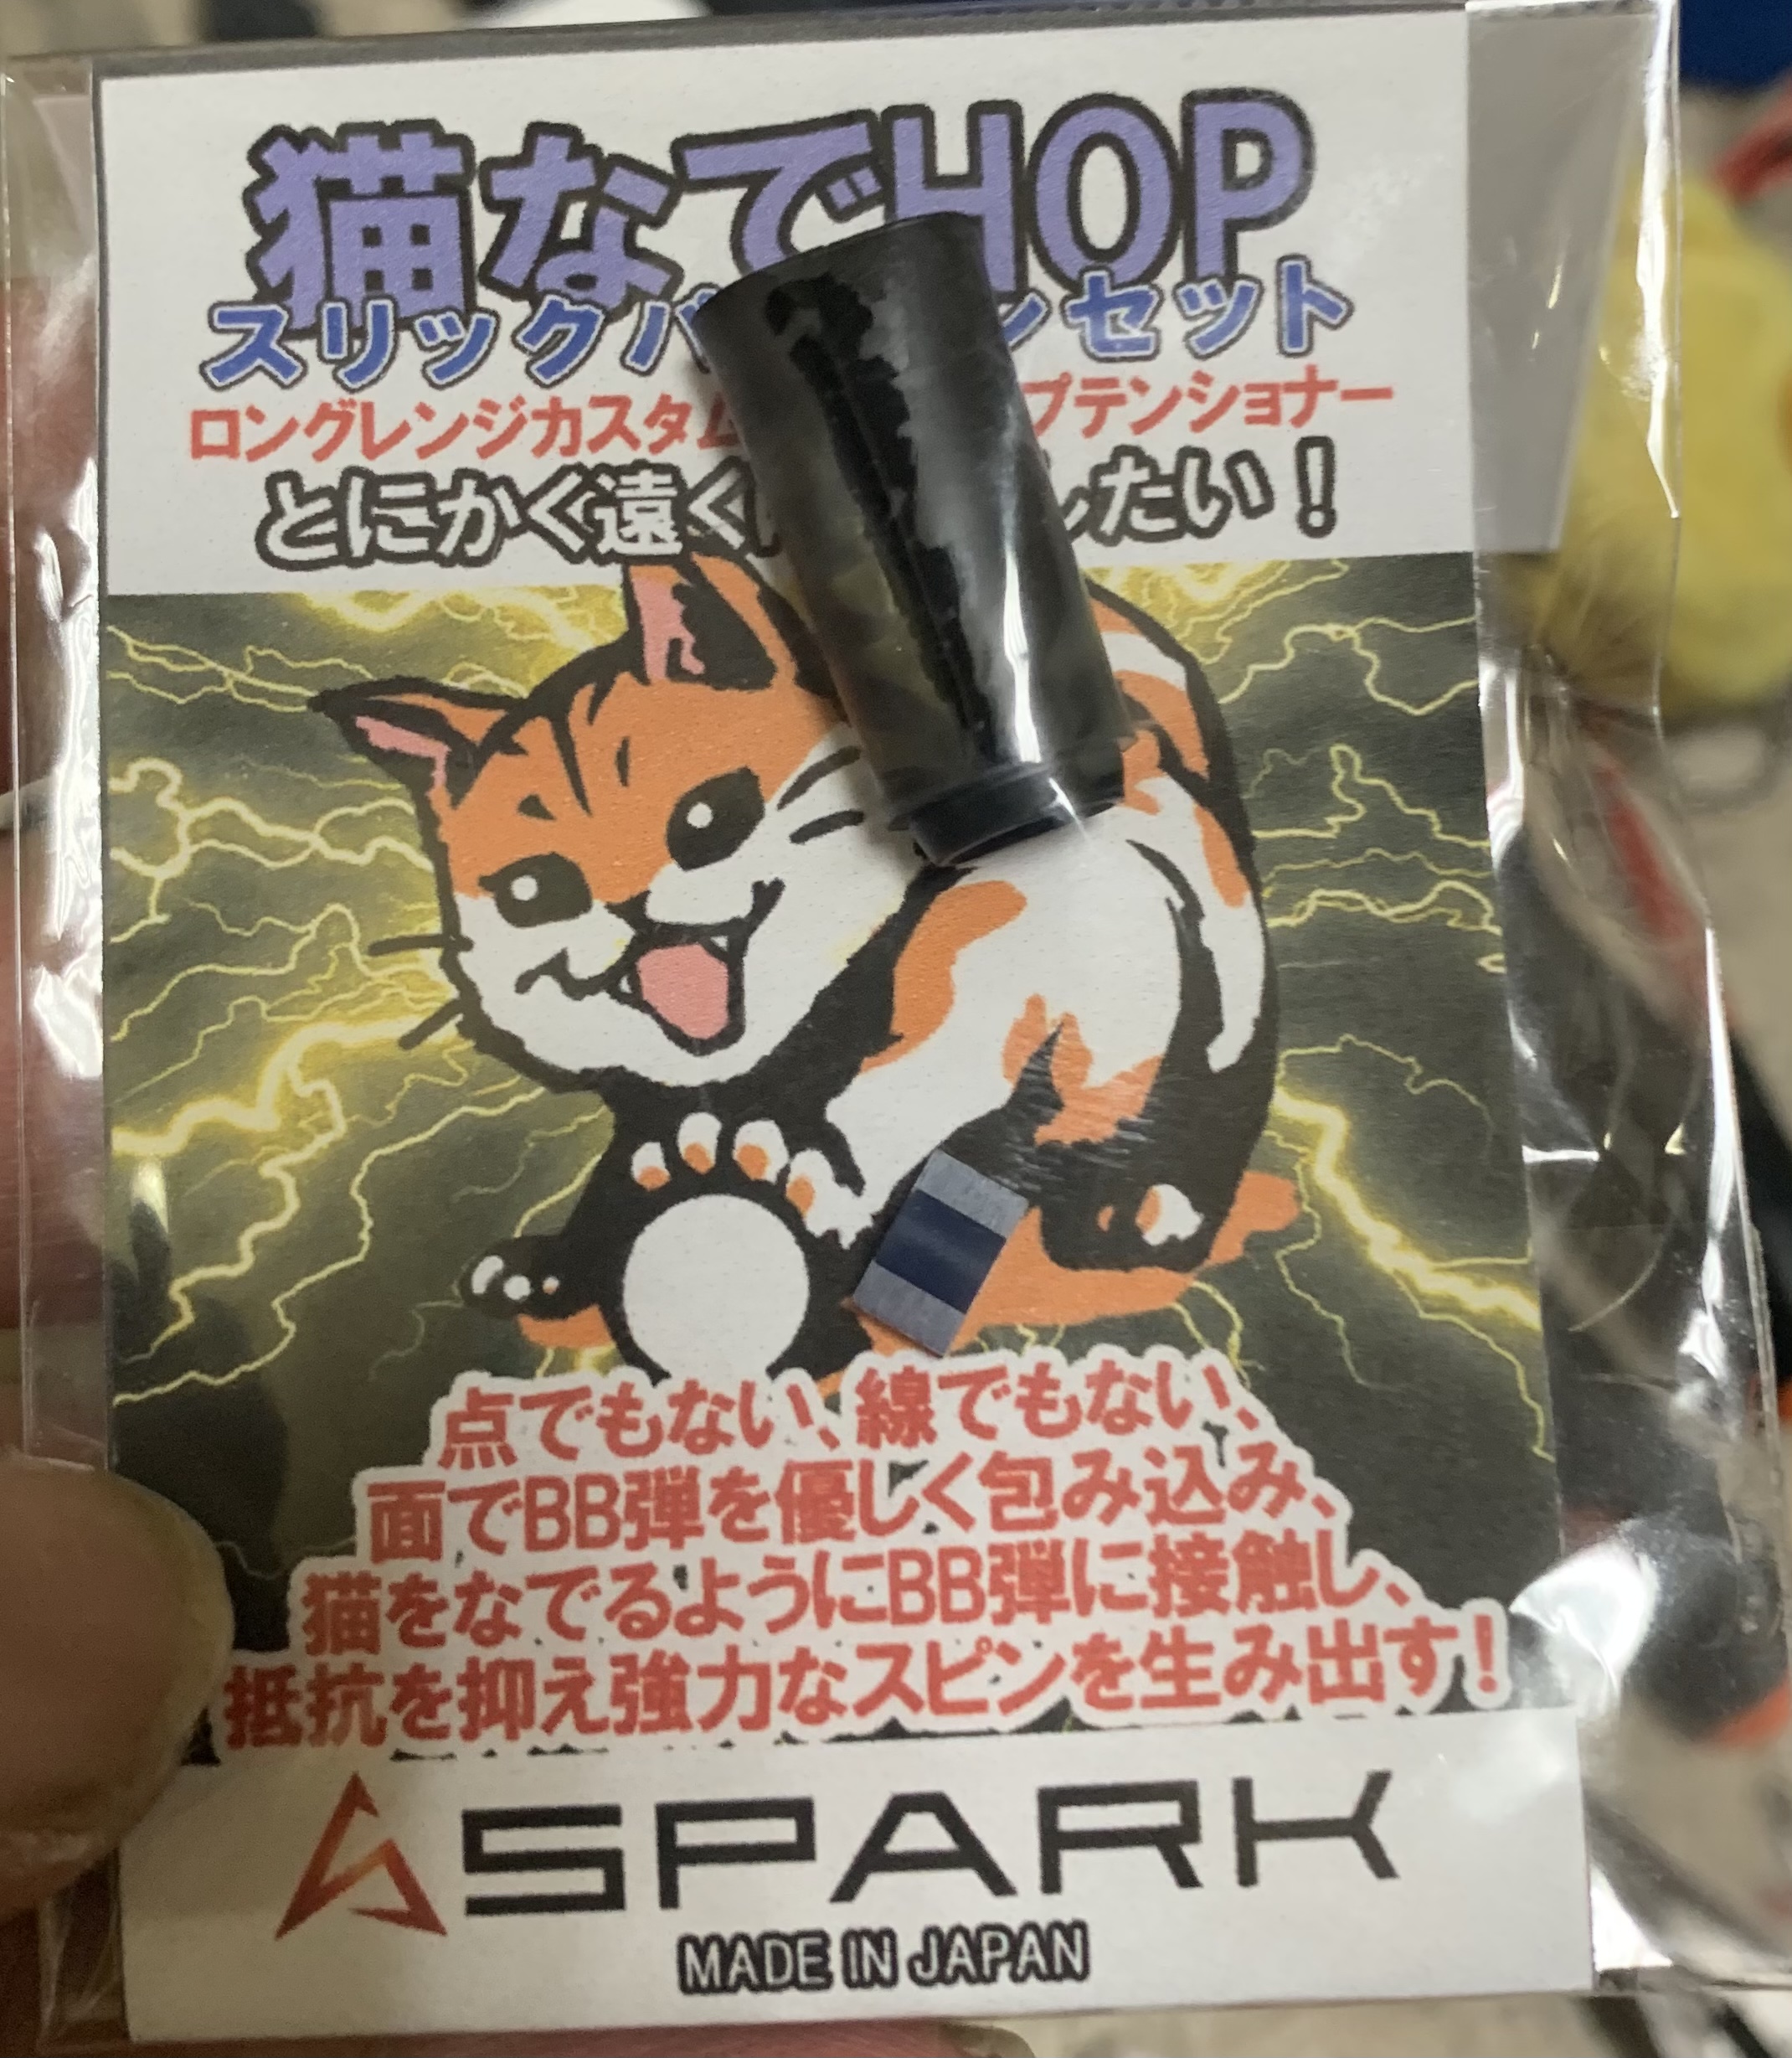 猫なでHOP
スリックパ ンセット
ロングレンジカスタム プテンショナー
とにかく遠く したい！
点でもない、線でもない、
面でBB弾を優しく包み込み、
猫をなでるようにBB弾に接触し、
抵抗を抑え強力なスピンを生み出す！
SPARK
MADE IN JAPAN